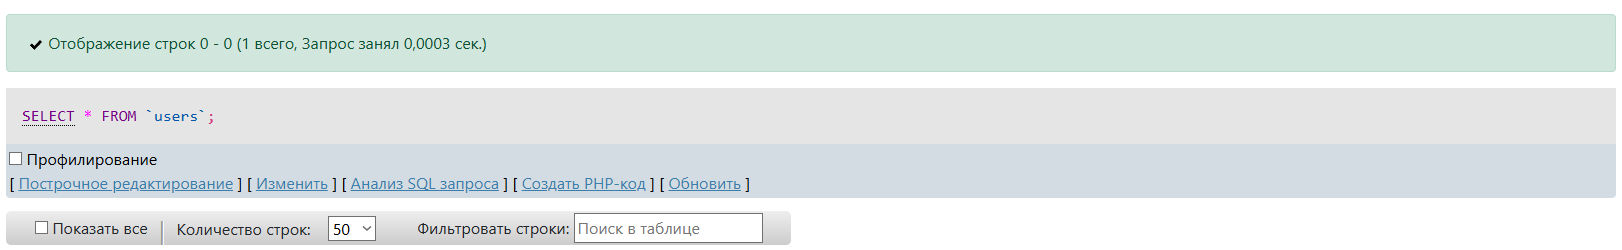 Отображение строк 0 - 0 (1 всего, Запрос занял 0,0003 сек.)
SELECT * FROM `users`;
Профилирование
[ Построчное редактирование ] [ Изменить ] [ Анализ SQL запроса ] [ Создать PHP-код ] [ Обновить ]
Показать все Количество строк: 50 Фильтровать строки: Поиск в таблице